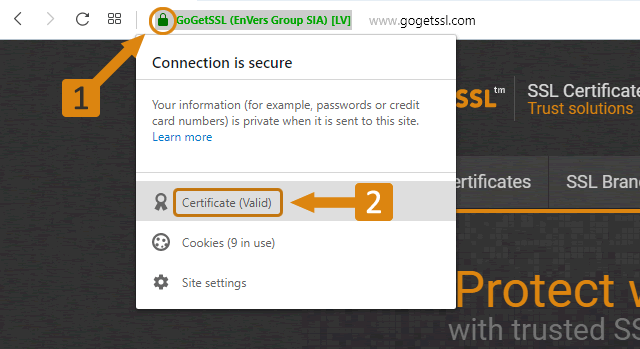 GoGetSSL (EnVers Group SIA) [LV] www.gogetssl.com
1
Connection is secure
Your information (for example, passwords or credit
card numbers) is private when it is sent to this site.
Learn more
Certificate (Valid)
2
Cookies (9 in use)
Site settings
SSL™
SSL Certificate
Trust solutions
ertificates
SSL Bran
Protect w
with trusted SS